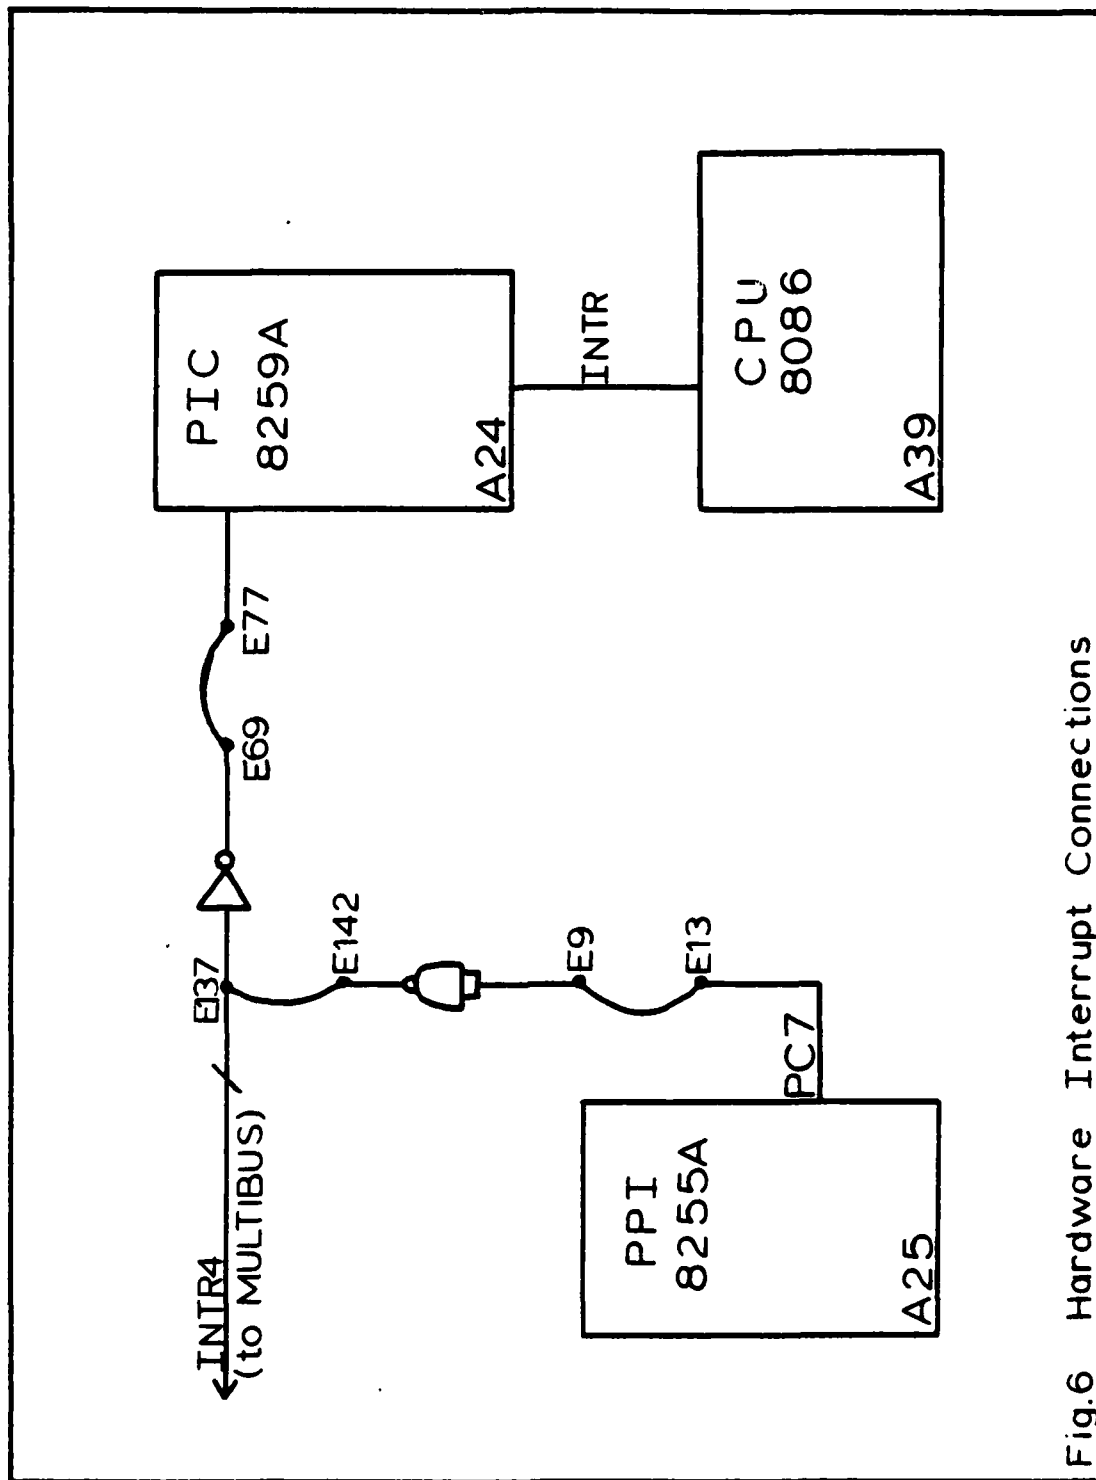 INTR4
(to MULTIBUS)
E137
E69
E77
PIC
8259A
A24
E142
E9
E13
PC7
INTR
PPI
8255A
A25
CPU
8086
A39
Fig.6 Hardware Interrupt Connections